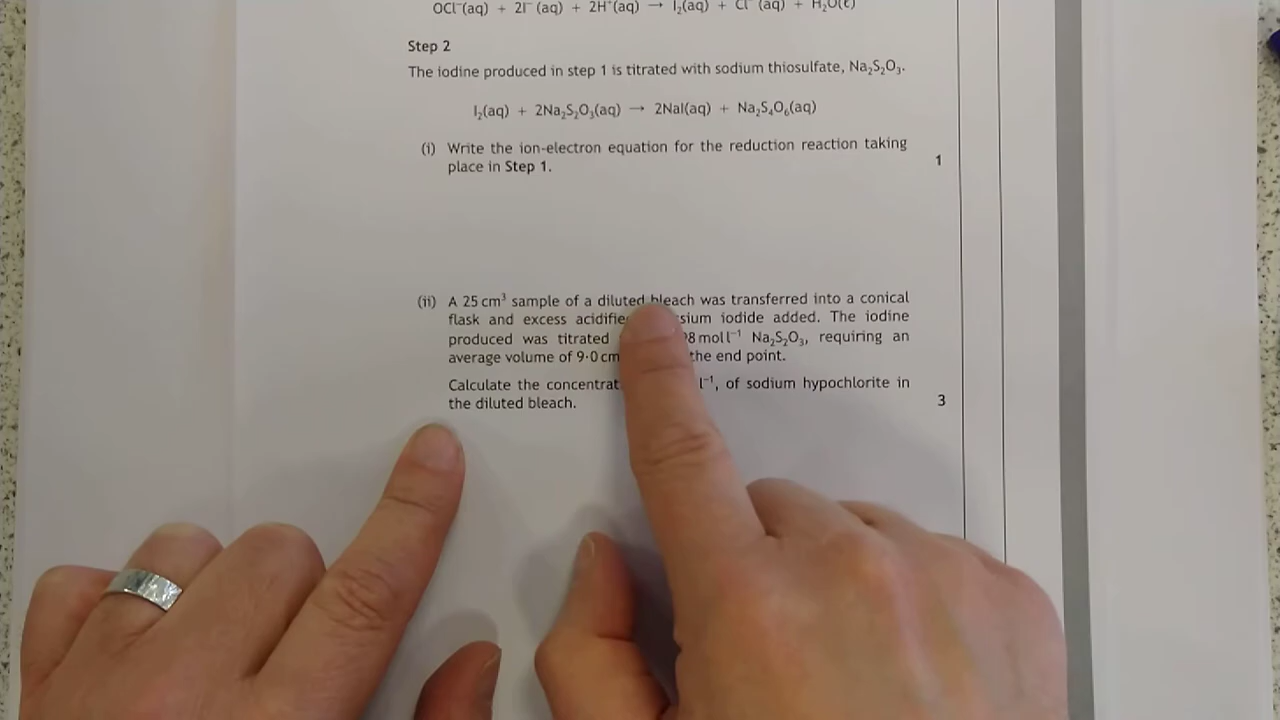 OCl⁻(aq) + 2I⁻(aq) + 2H⁺(aq) → I₂(aq) + Cl⁻(aq) + H₂O(ℓ)
Step 2
The iodine produced in step 1 is titrated with sodium thiosulfate, Na₂S₂O₃.
I₂(aq) + 2Na₂S₂O₃(aq) → 2NaI(aq) + Na₂S₄O₆(aq)
(i) Write the ion-electron equation for the reduction reaction taking
place in Step 1.
1
(ii) A 25 cm³ sample of a diluted bleach was transferred into a conical
flask and excess iodide added. The iodine
produced was titrated mol l⁻¹ Na₂S₂O₃, requiring an
average volume of 9·0 the end point.
Calculate the l⁻¹, of sodium hypochlorite in
the diluted bleach.
3